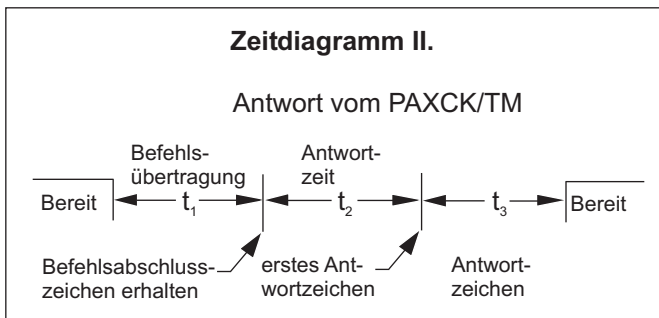 Zeitdiagramm II.
Antwort vom PAXCK/TM
Befehls-
übertragung
Antwort-
zeit
Bereit
t₁
t₂
t₃
Bereit
Befehlsabschluss-
zeichen erhalten
erstes Ant-
wortzeichen
Antwort-
zeichen